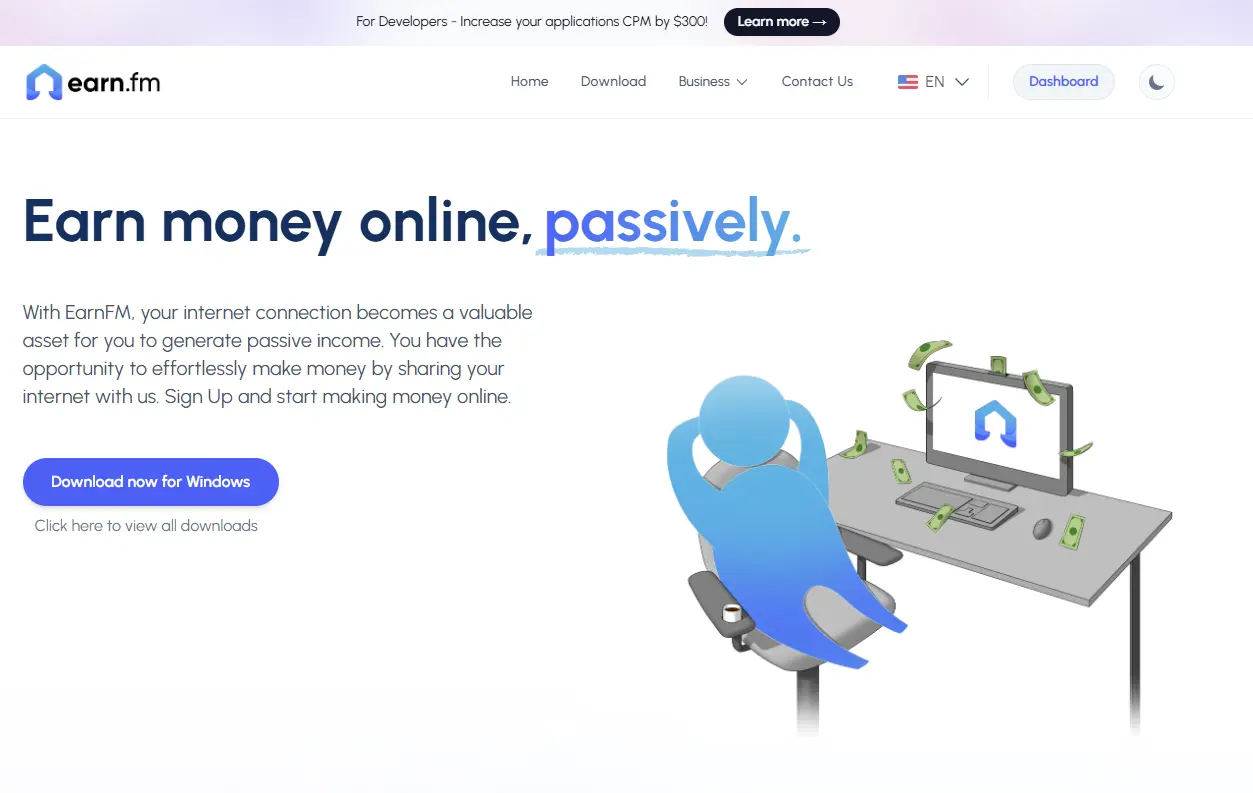 For Developers - Increase your applications CPM by $300! Learn more →
earn.fm Home Download Business Contact Us EN Dashboard
Earn money online, passively.
With EarnFM, your internet connection becomes a valuable
asset for you to generate passive income. You have the
opportunity to effortlessly make money by sharing your
internet with us. Sign Up and start making money online.
Download now for Windows
Click here to view all downloads